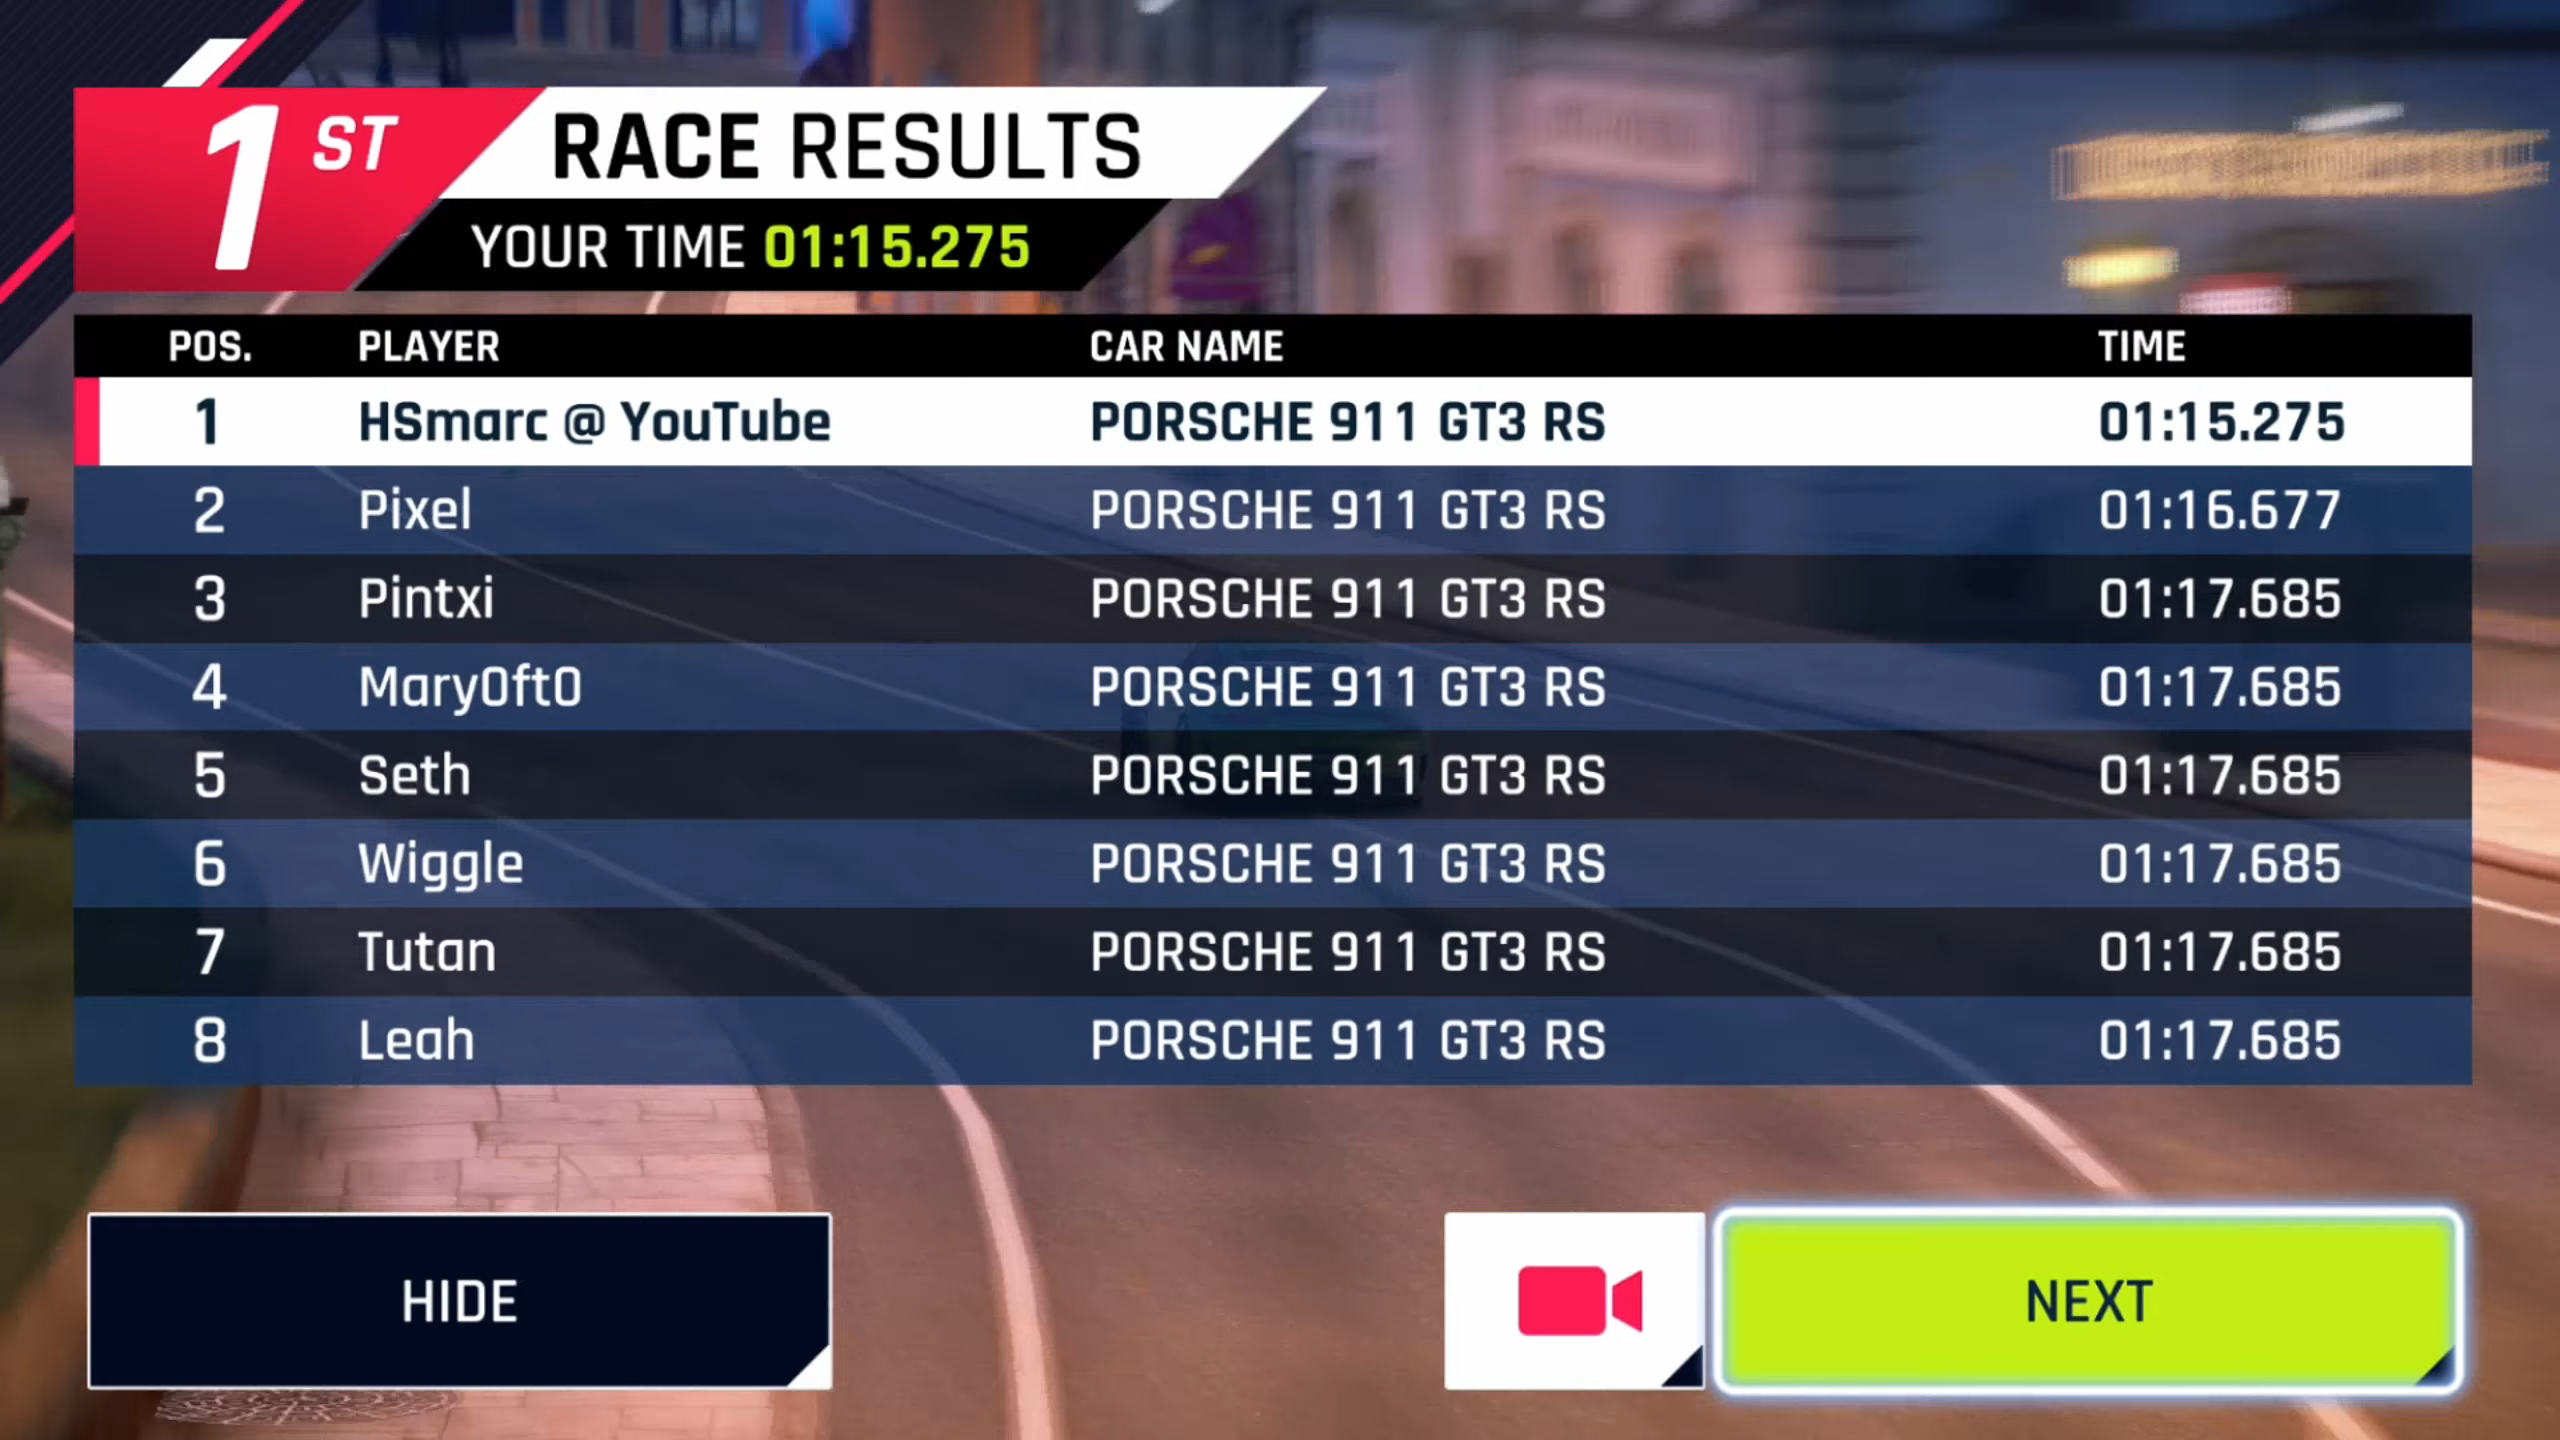 1 ST RACE RESULTS
YOUR TIME 01:15.275
POS. PLAYER CAR NAME TIME
1 HSmarc @ YouTube PORSCHE 911 GT3 RS 01:15.275
2 Pixel PORSCHE 911 GT3 RS 01:16.677
3 Pintxi PORSCHE 911 GT3 RS 01:17.685
4 Mary0ft0 PORSCHE 911 GT3 RS 01:17.685
5 Seth PORSCHE 911 GT3 RS 01:17.685
6 Wiggle PORSCHE 911 GT3 RS 01:17.685
7 Tutan PORSCHE 911 GT3 RS 01:17.685
8 Leah PORSCHE 911 GT3 RS 01:17.685
HIDE NEXT